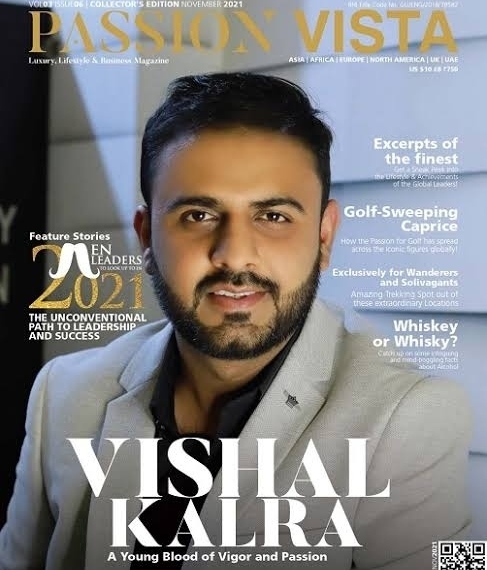 VOL03 ISSUE06 | COLLECTOR'S EDITION NOVEMBER 2021
PASSION VISTA
Luxury, Lifestyle & Business Magazine
ASIA | AFRICA | EUROPE | NORTH AMERICA | UK | UAE
US $10 /
Excerpts of
the finest
Get a Sneak Peek into
the Lifestyle & Achievements
of the Global Leaders!
Golf-Sweeping
Caprice
How the Passion for Golf has spread
across the iconic figures globally!
Exclusively for Wanderers
and Solivagants
Amazing Trekking Spot out of
these extraordinary Locations
Whiskey
or Whisky?
Catch up on some intriguing
and mind-boggling facts
about Alcohol
Feature Stories
MEN
LEADERS
TO LOOK UP TO IN
2021
THE UNCONVENTIONAL
PATH TO LEADERSHIP
AND SUCCESS
VISHAL
KALRA
A Young Blood of Vigor and Passion